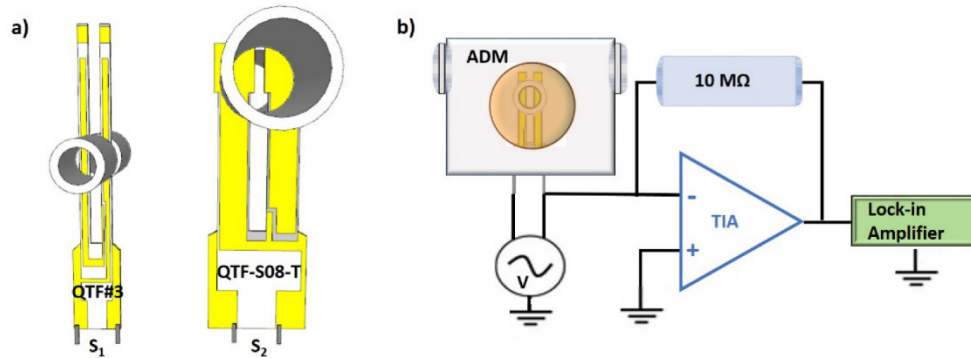 a)
QTF#3
S1
QTF-S08-T
S2
b)
ADM
10 MΩ
V
-
+
TIA
Lock-in
Amplifier